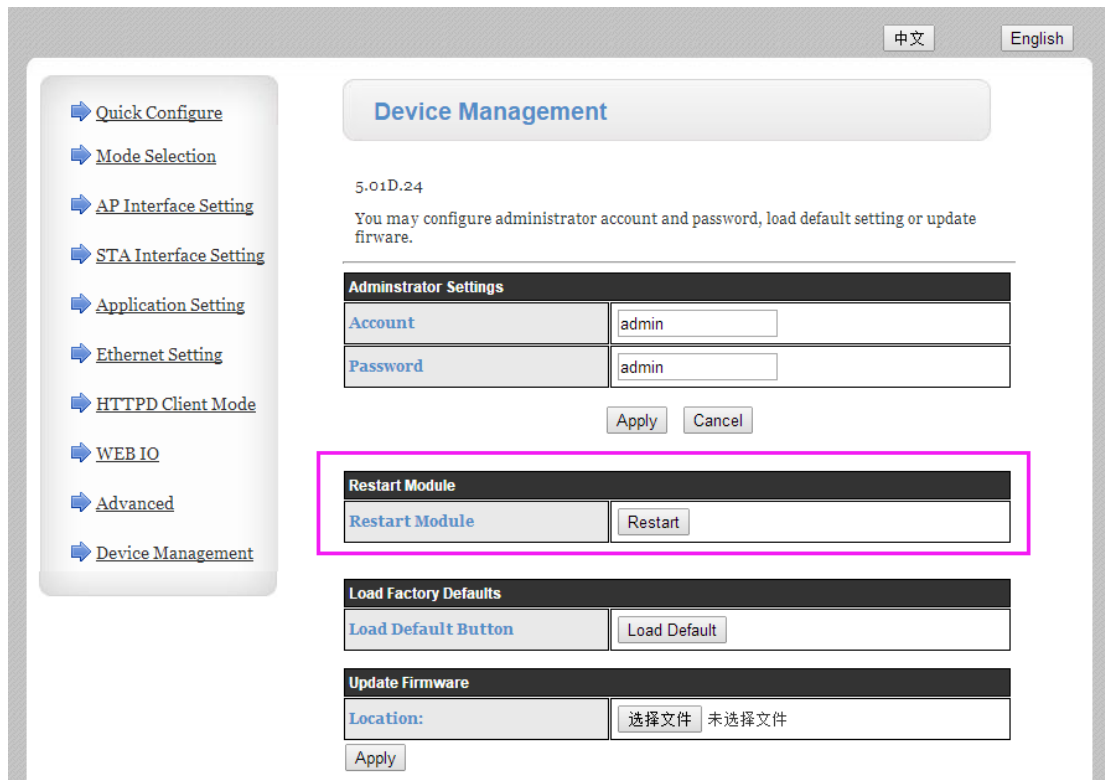 中文
English
Quick Configure
Mode Selection
AP Interface Setting
STA Interface Setting
Application Setting
Ethernet Setting
HTTPD Client Mode
WEB IO
Advanced
Device Management
Device Management
5.01D.24
You may configure administrator account and password, load default setting or update
firware.
Adminstrator Settings
Account admin
Password admin
Apply Cancel
Restart Module
Restart Module Restart
Load Factory Defaults
Load Default Button Load Default
Update Firmware
Location: 选择文件 未选择文件
Apply